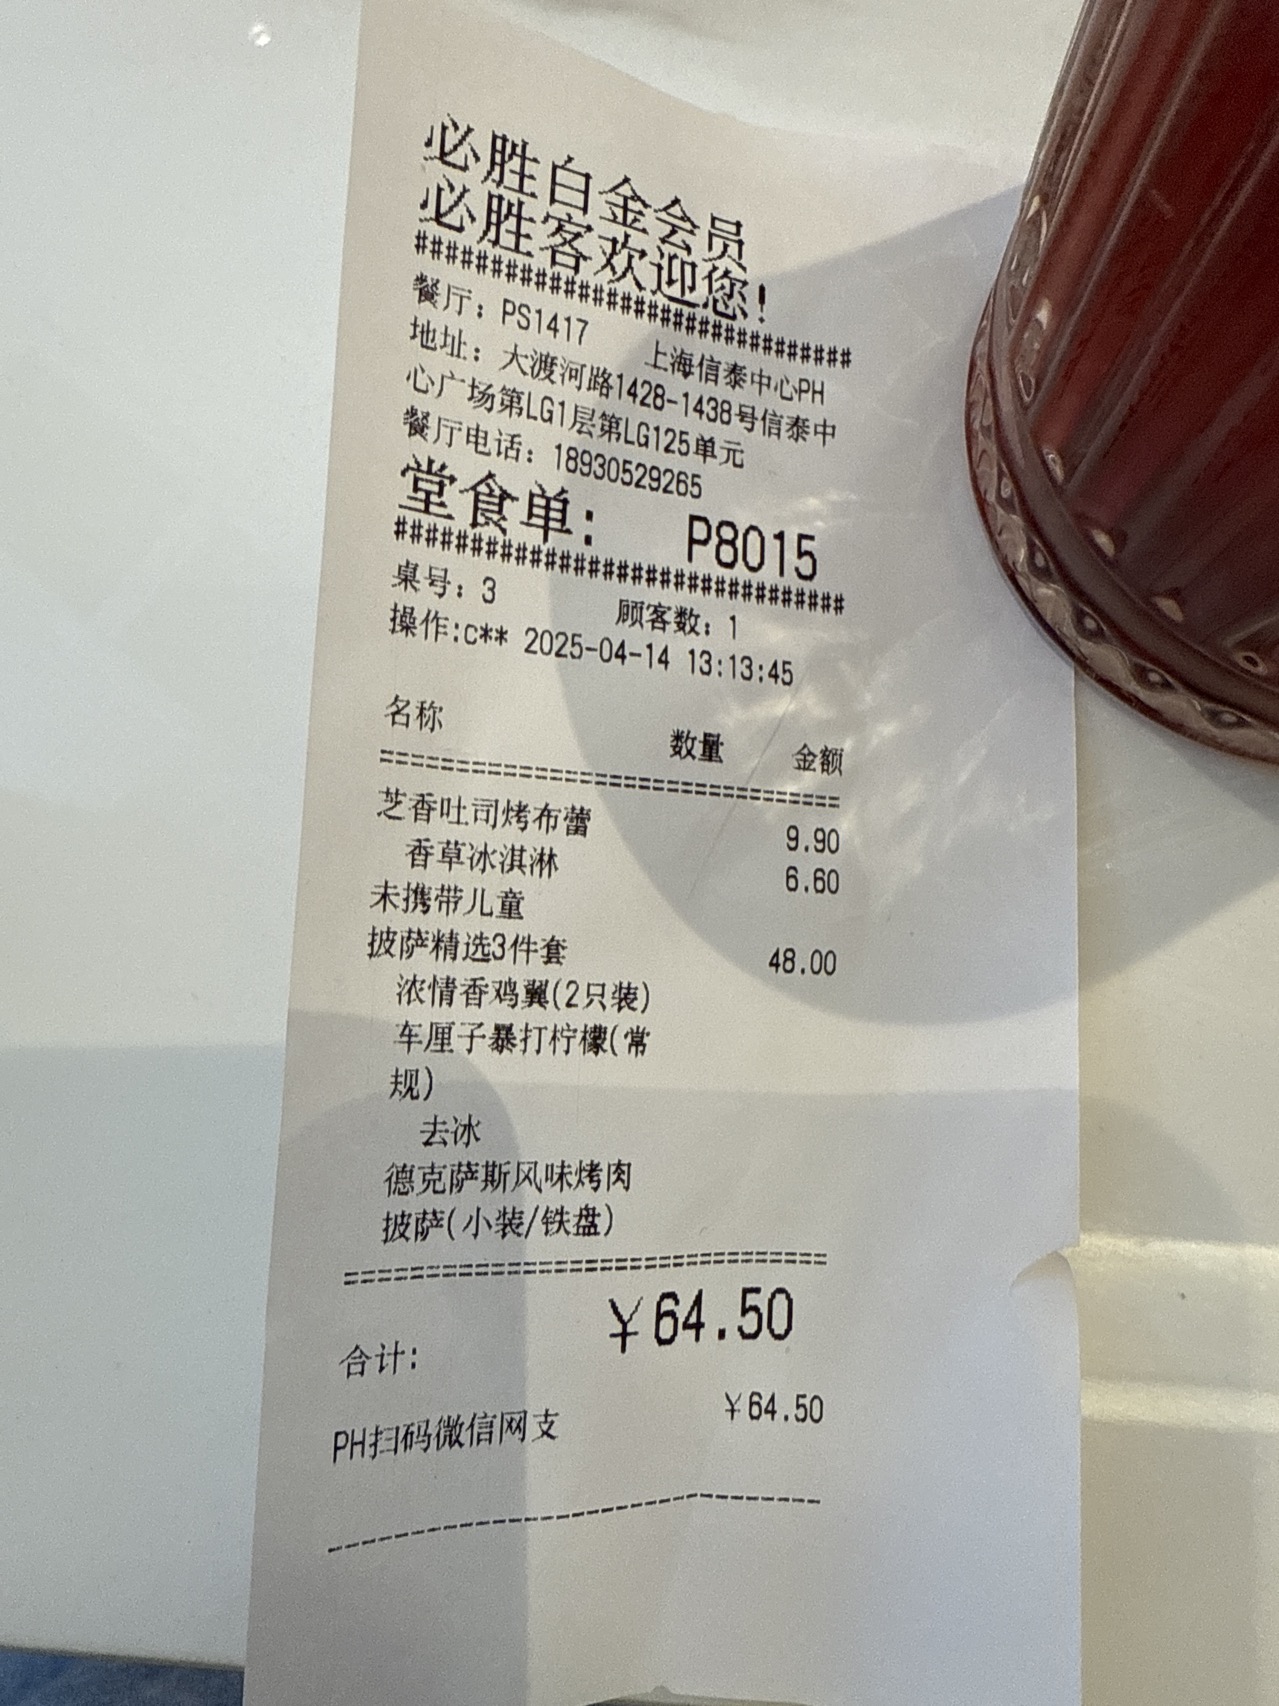 必胜白金会员
必胜客欢迎您!
#############################
餐厅: PS1417 上海信泰中心PH
地址: 大渡河路1428-1438号信泰中
心广场第LG1层第LG125单元
餐厅电话: 18930529265
堂食单: P8015
##############################
桌号: 3 顾客数: 1
操作:c** 2025-04-14 13:13:45
名称 数量 金额
================================
芝香吐司烤布蕾 9.90
香草冰淇淋 6.60
未携带儿童
披萨精选3件套 48.00
浓情香鸡翼(2只装)
车厘子暴打柠檬(常
规)
去冰
德克萨斯风味烤肉
披萨(小装/铁盘)
================================
合计: ¥64.50
PH扫码微信网支 ¥64.50
--------------------------------